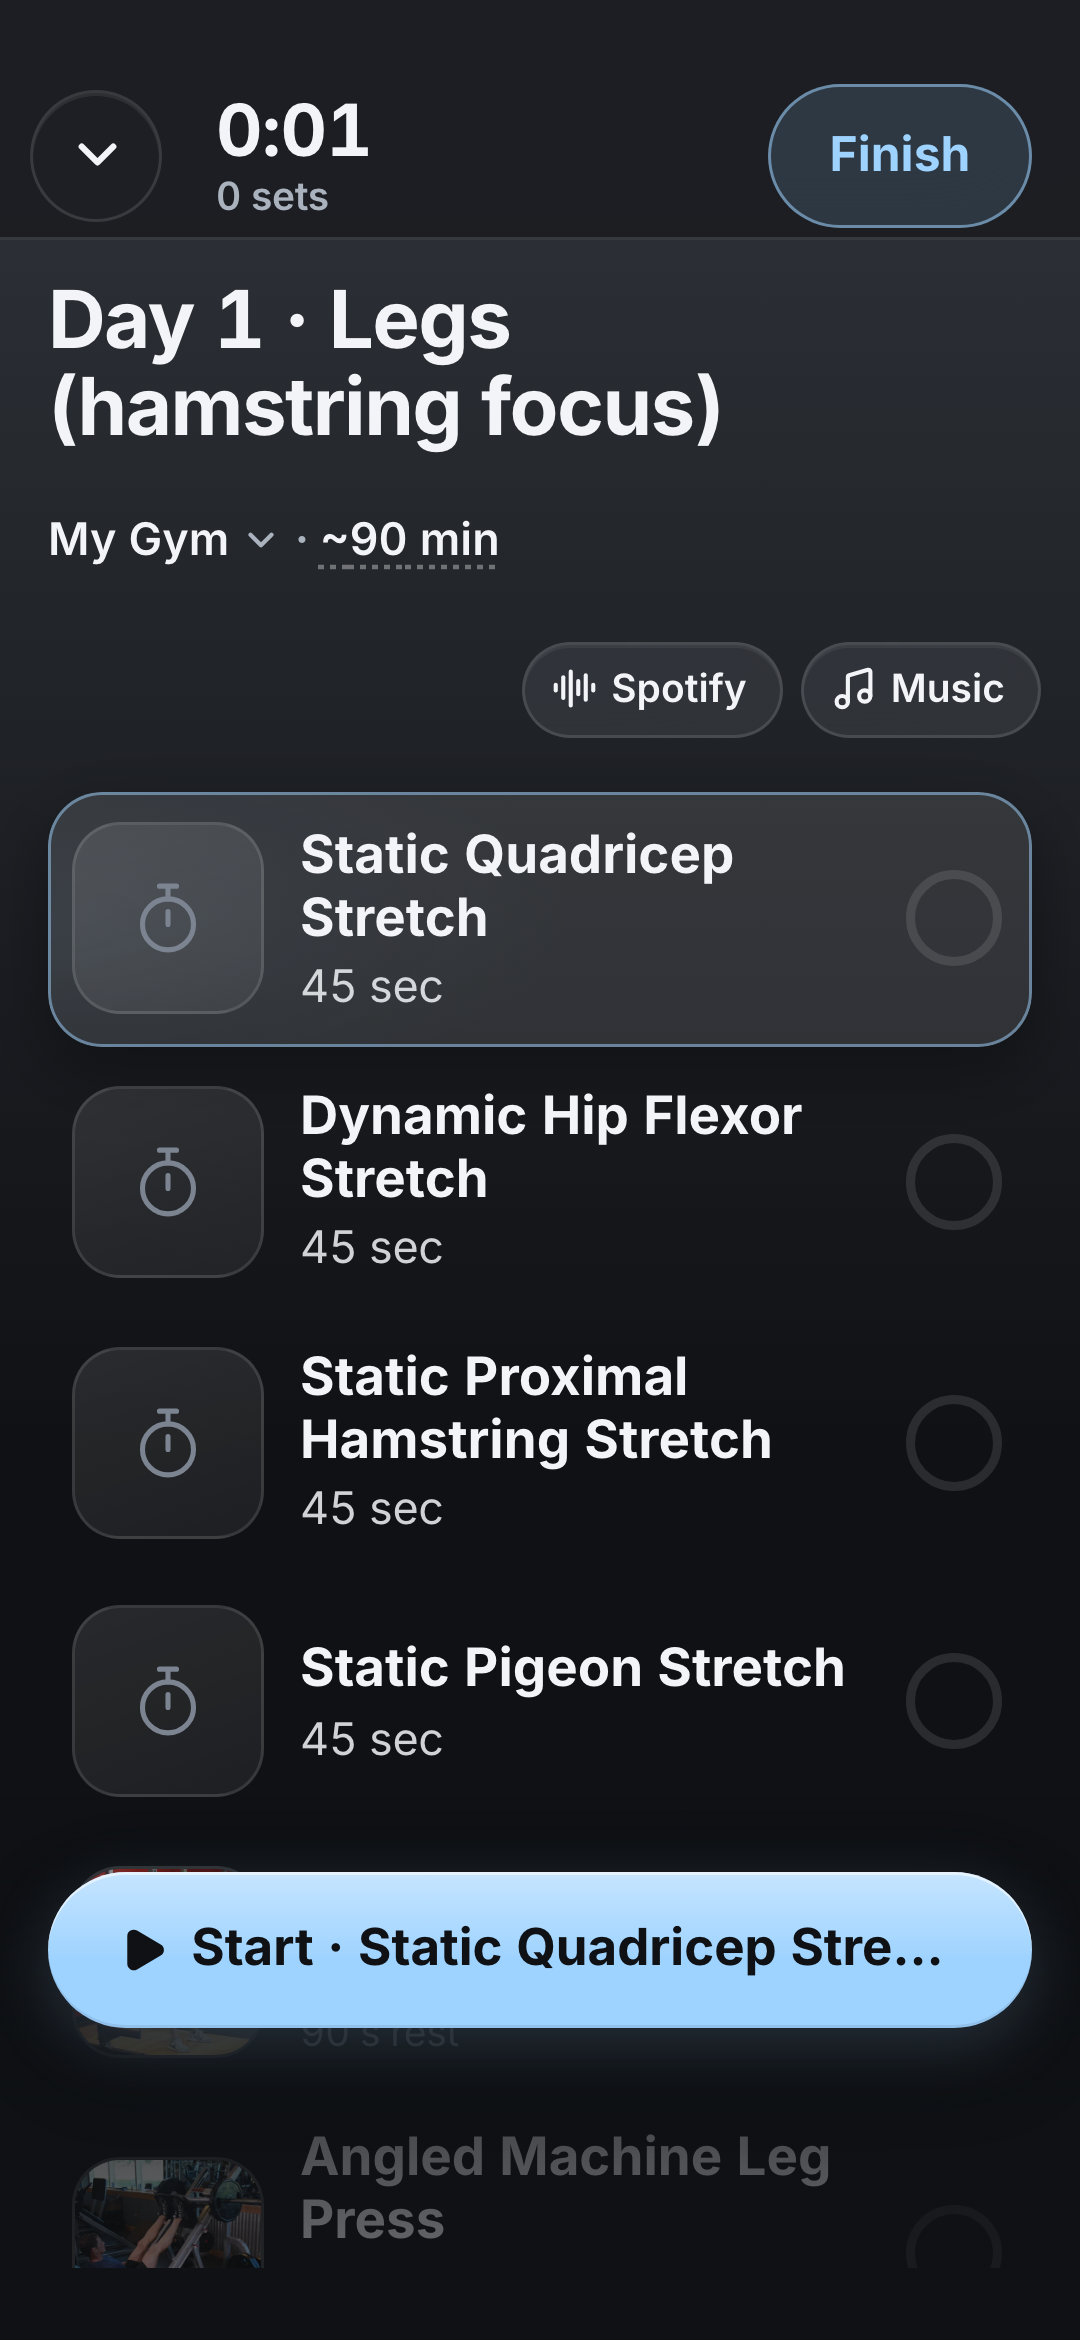 0:01
0 sets
Finish
Day 1 · Legs
(hamstring focus)
My Gym · ~90 min
Spotify
Music
Static Quadricep
Stretch
45 sec
Dynamic Hip Flexor
Stretch
45 sec
Static Proximal
Hamstring Stretch
45 sec
Static Pigeon Stretch
45 sec
Start · Static Quadricep Stre...
90 s rest
Angled Machine Leg
Press